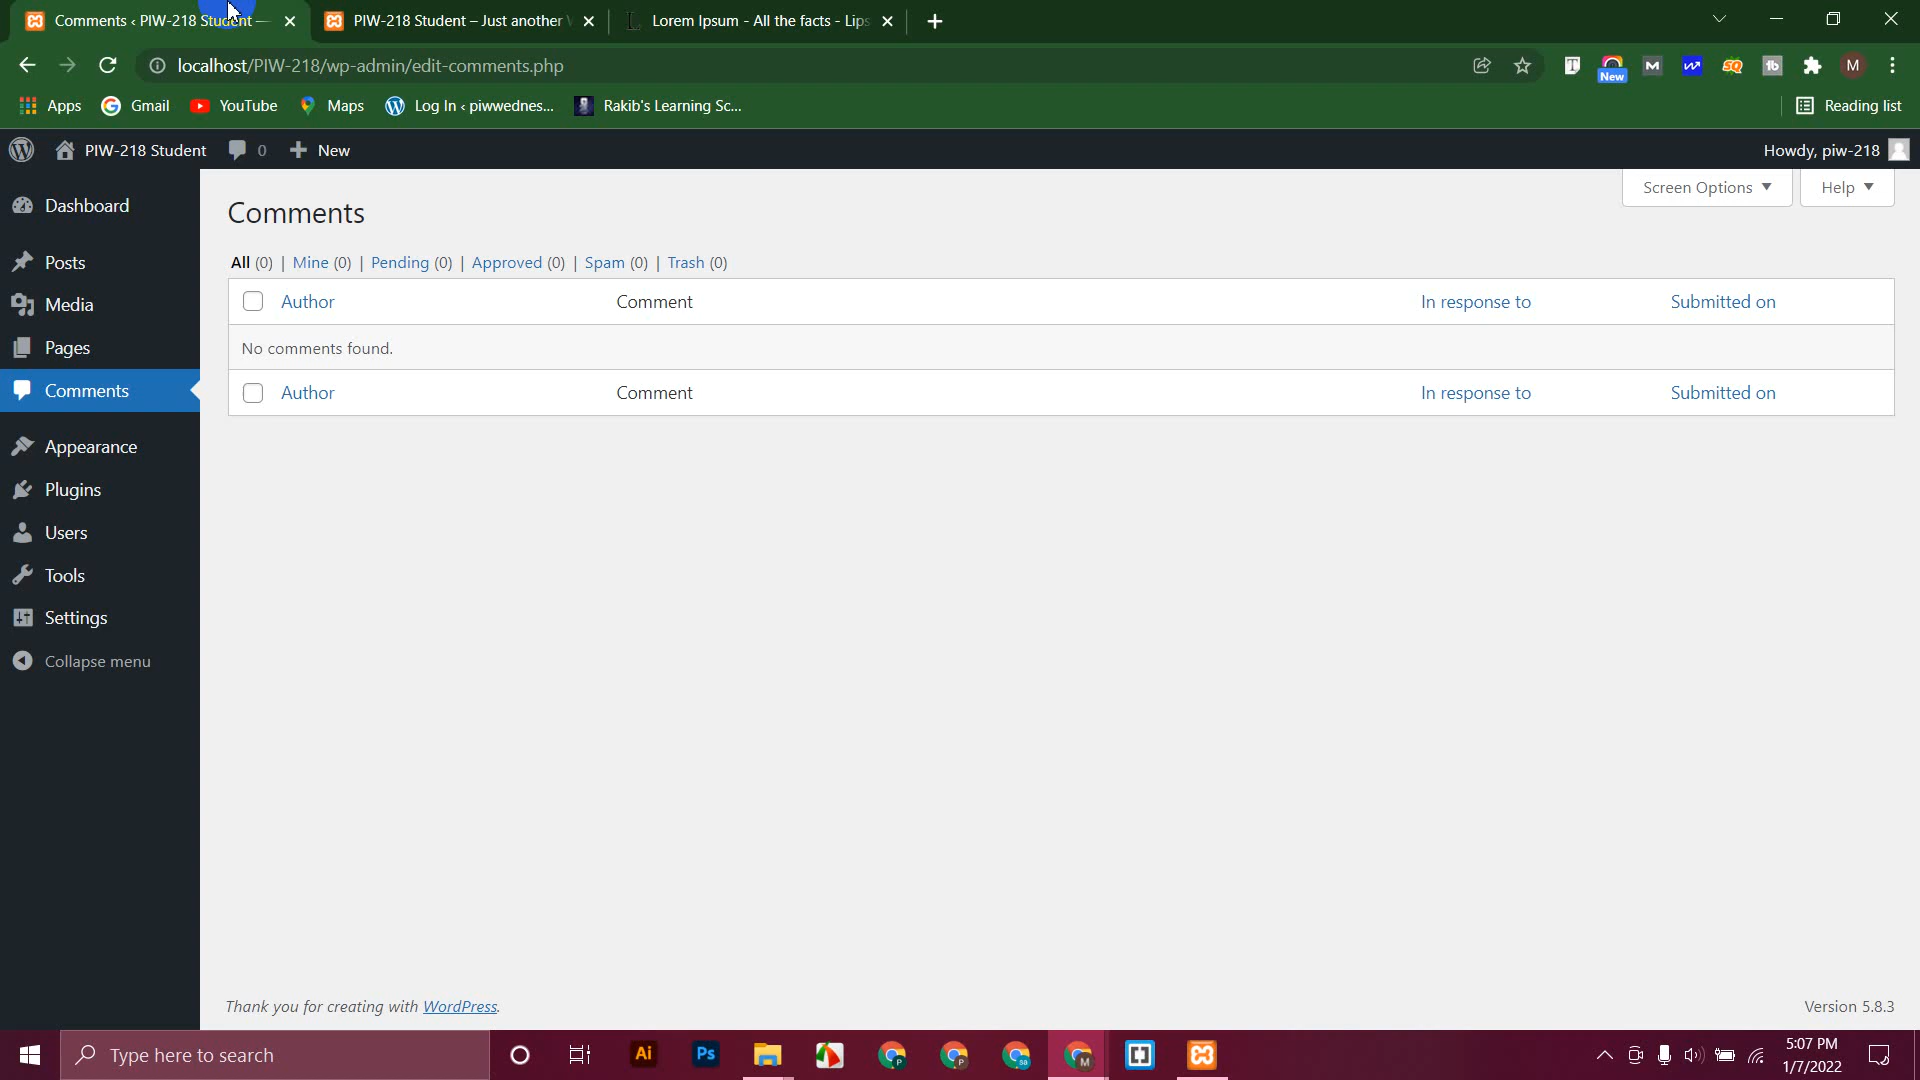 Comments ‹ PIW-218 Student —
PIW-218 Student – Just another W
Lorem Ipsum - All the facts - Lips
localhost/PIW-218/wp-admin/edit-comments.php
New
M
Apps
Gmail
YouTube
Maps
Log In ‹ piwwednes...
Rakib's Learning Sc...
Reading list
PIW-218 Student
0
New
Howdy, piw-218
Screen Options
Help
Dashboard
Posts
Media
Pages
Comments
Appearance
Plugins
Users
Tools
Settings
Collapse menu
Comments
All (0) | Mine (0) | Pending (0) | Approved (0) | Spam (0) | Trash (0)
Author Comment In response to Submitted on
No comments found.
Author Comment In response to Submitted on
Thank you for creating with WordPress.
Version 5.8.3
Type here to search
Ai
Ps
5:07 PM
1/7/2022